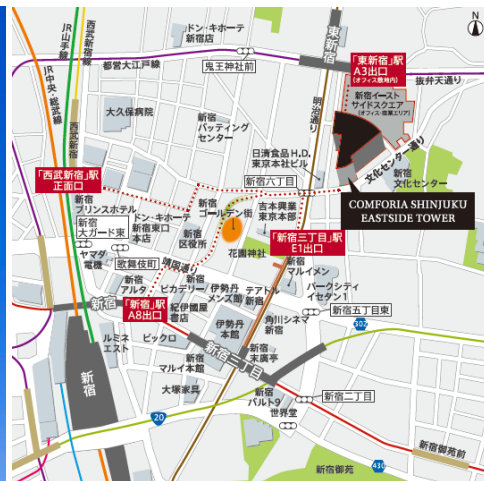 N
ドン・キホーテ
新宿店
JR山手線
西武新宿線
JR中央・総武線
都営大江戸線
鬼王神社前
東新宿
「東新宿」駅
A3出口
(オフィス敷地内)
抜弁天通り
新宿イースト
サイドスクエア
(オフィス・商業エリア)
明治通り
大久保病院
新宿
バッティング
センター
日清食品H.D.
東京本社ビル
文化センター通り
新宿
文化センター
西武新宿
「西武新宿」駅
正面口
新宿六丁目
COMFORIA SHINJUKU
EASTSIDE TOWER
新宿
プリンスホテル
ドン・キホーテ
新宿東口
本店
新宿
ゴールデン街
吉本興業
東京本部
新宿
大ガード東
新宿
区役所
花園神社
「新宿三丁目」駅
E1出口
ヤマダ
電機
歌舞伎町
靖国通り
新宿
マルイメン
新宿
アルタ
新宿
ピカデリー
伊勢丹
メンズ館
テアトル
新宿
パークシティ
イセタン1
新宿
「新宿」駅
A8出口
紀伊國屋
書店
伊勢丹
本館
角川シネマ
新宿
新宿五丁目東
302
ルミネ
エスト
ビックロ
新宿三丁目
新宿
末廣亭
新宿
新宿
マルイ本館
大塚家具
新宿
バルト9
新宿二丁目
世界堂
20
新宿御苑前
新宿御苑
430